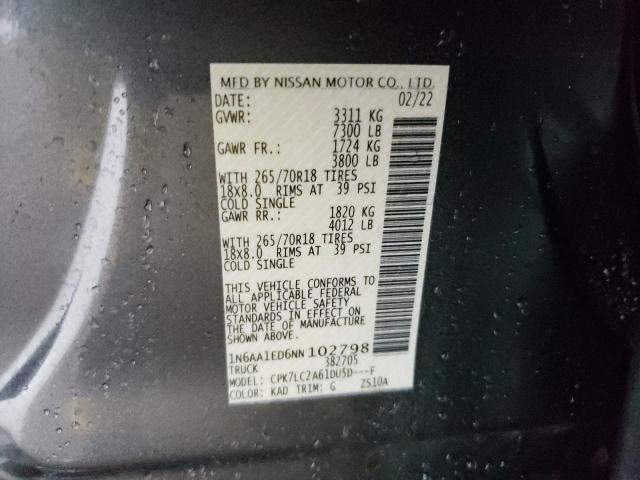 MFD BY NISSAN MOTOR CO., LTD.
DATE: 02/22
GVWR: 3311 KG
7300 LB
GAWR FR.: 1724 KG
3800 LB
WITH 265/70R18 TIRES
18X8.0 RIMS AT 39 PSI
COLD SINGLE
GAWR RR.: 1820 KG
4012 LB
WITH 265/70R18 TIRES
18X8.0 RIMS AT 39 PSI
COLD SINGLE
THIS VEHICLE CONFORMS TO
ALL APPLICABLE FEDERAL
MOTOR VEHICLE SAFETY
STANDARDS IN EFFECT ON
THE DATE OF MANUFACTURE
SHOWN ABOVE.
1N6AA1ED6NN102798
TRUCK 382705
MODEL: CPK7LC2A61DU5D---F
COLOR: KAD TRIM: G ZS10A